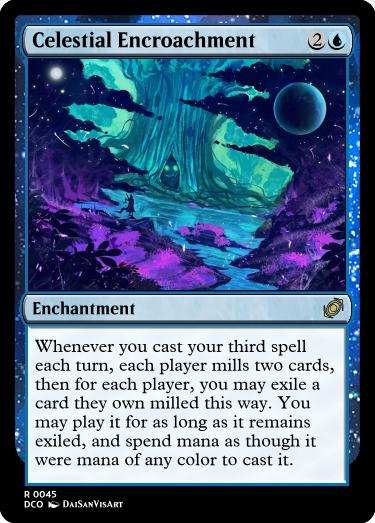 Celestial Encroachment 2
Enchantment
Whenever you cast your third spell
each turn, each player mills two cards,
then for each player, you may exile a
card they own milled this way. You
may play it for as long as it remains
exiled, and spend mana as though it
were mana of any color to cast it.
R 0045
DCO DaiSanVisArt